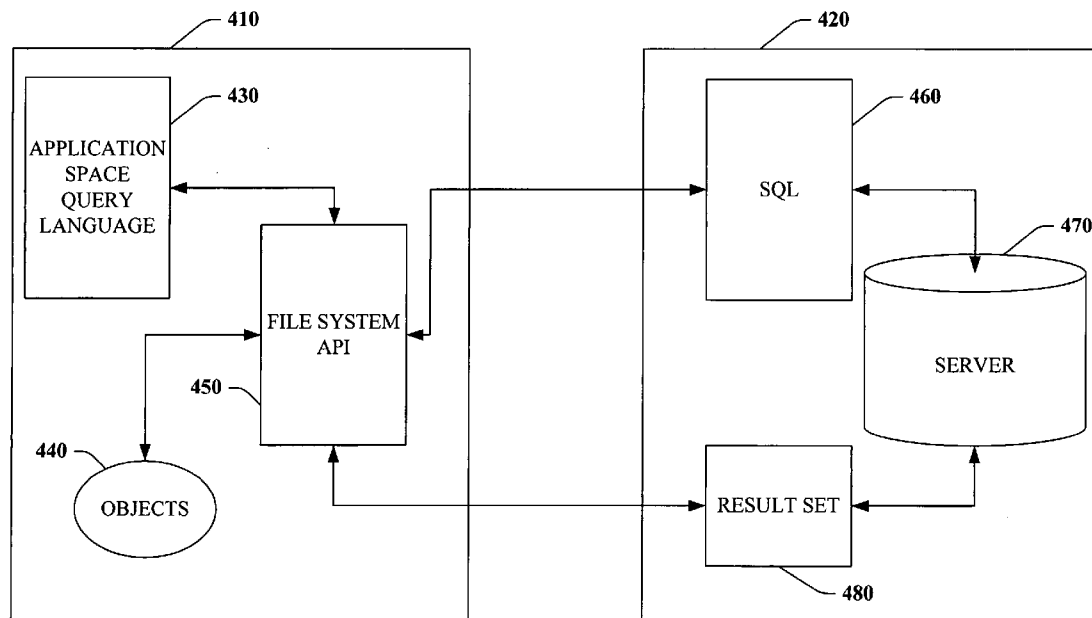 410
420
430
460
APPLICATION
SPACE
QUERY
LANGUAGE
SQL
470
FILE SYSTEM
API
SERVER
450
440
OBJECTS
RESULT SET
480